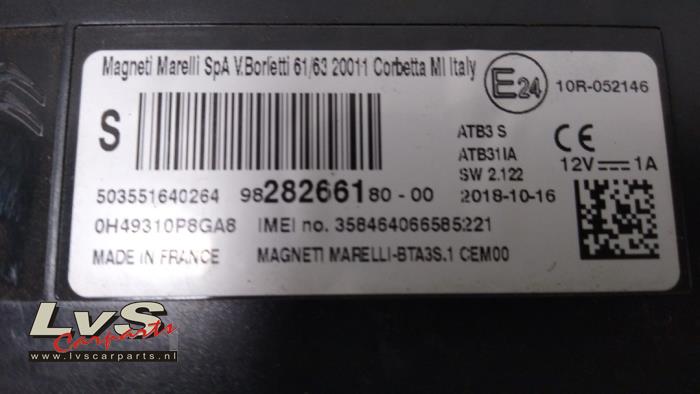 Magneti Marelli SpA V.Borletti 61/63 20011 Corbetta MI Italy
E24
10R-052146
S
ATB3 S
ATB311A
SW 2.122
CE
12V 1A
503551640264 9828266180-00 2018-10-16
0H49310P8GA8 IMEI no. 358464066585221
MADE IN FRANCE MAGNETI MARELLI-BTA3S.1 CEM00
LvS
Carparts
www.lvscarparts.nl